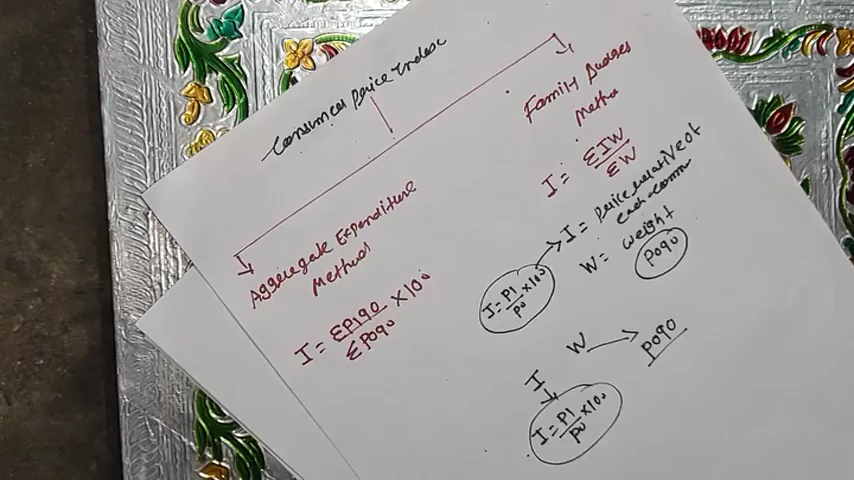 Consumer Price Index
Aggregate Expenditure
Method
I = ΣP1q0 / ΣP0q0 × 100
Family Budget
Method
I = ΣIW / ΣW
I = Price relative of
each comm
W = weight
P0q0
I = P1 / P0 × 100
W → P0q0
I
I = P1 / P0 × 100